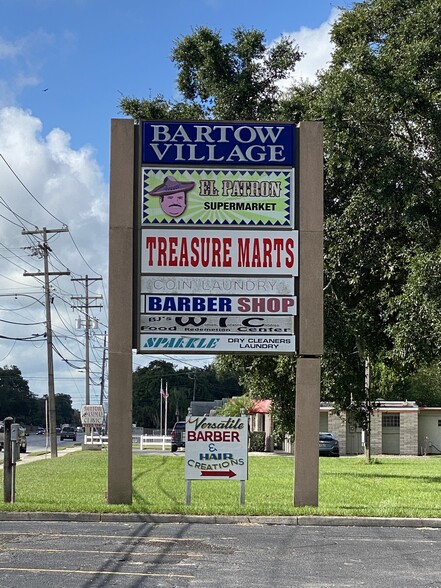 BARTOW
VILLAGE
EL PATRON
SUPERMARKET
TREASURE MARTS
COIN LAUNDRY
BARBER SHOP
BJ's WIC
Food Redemption Center
SPARKLE DRY CLEANERS
LAUNDRY
Versatile
BARBER
&
HAIR
CREATIONS